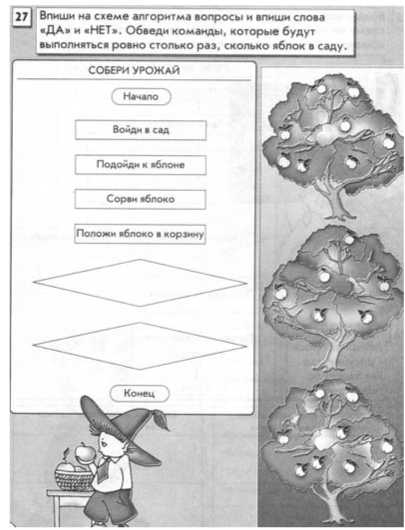 27
Впиши на схеме алгоритма вопросы и впиши слова
«ДА» и «НЕТ». Обведи команды, которые будут
выполняться ровно столько раз, сколько яблок в саду.
СОБЕРИ УРОЖАЙ
Начало
Войди в сад
Подойди к яблоне
Сорви яблоко
Положи яблоко в корзину
Конец